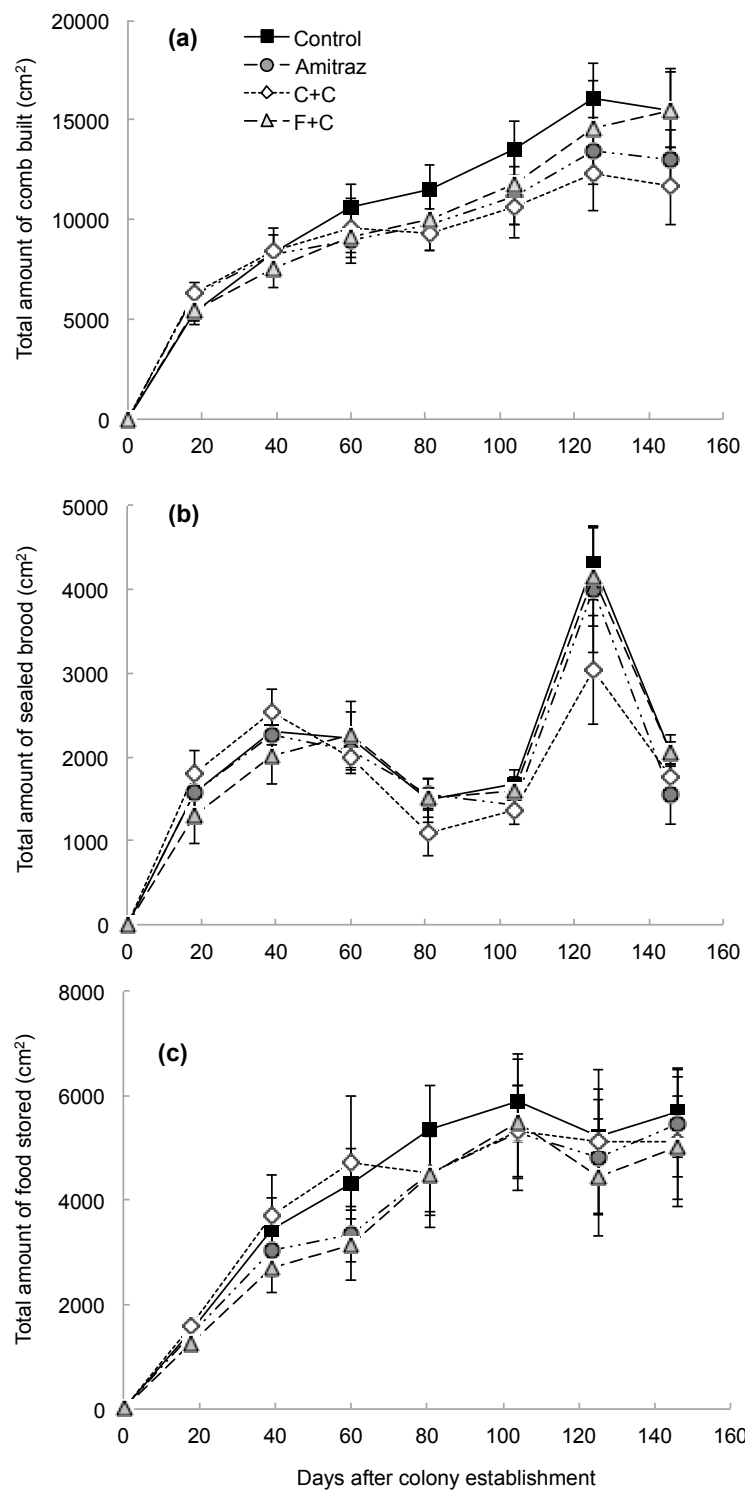 (a)
Control
Amitraz
C+C
F+C
Total amount of comb built (cm²)
20000
15000
10000
5000
0
0 20 40 60 80 100 120 140 160
(b)
Total amount of sealed brood (cm²)
5000
4000
3000
2000
1000
0
0 20 40 60 80 100 120 140 160
(c)
Total amount of food stored (cm²)
8000
6000
4000
2000
0
0 20 40 60 80 100 120 140 160
Days after colony establishment